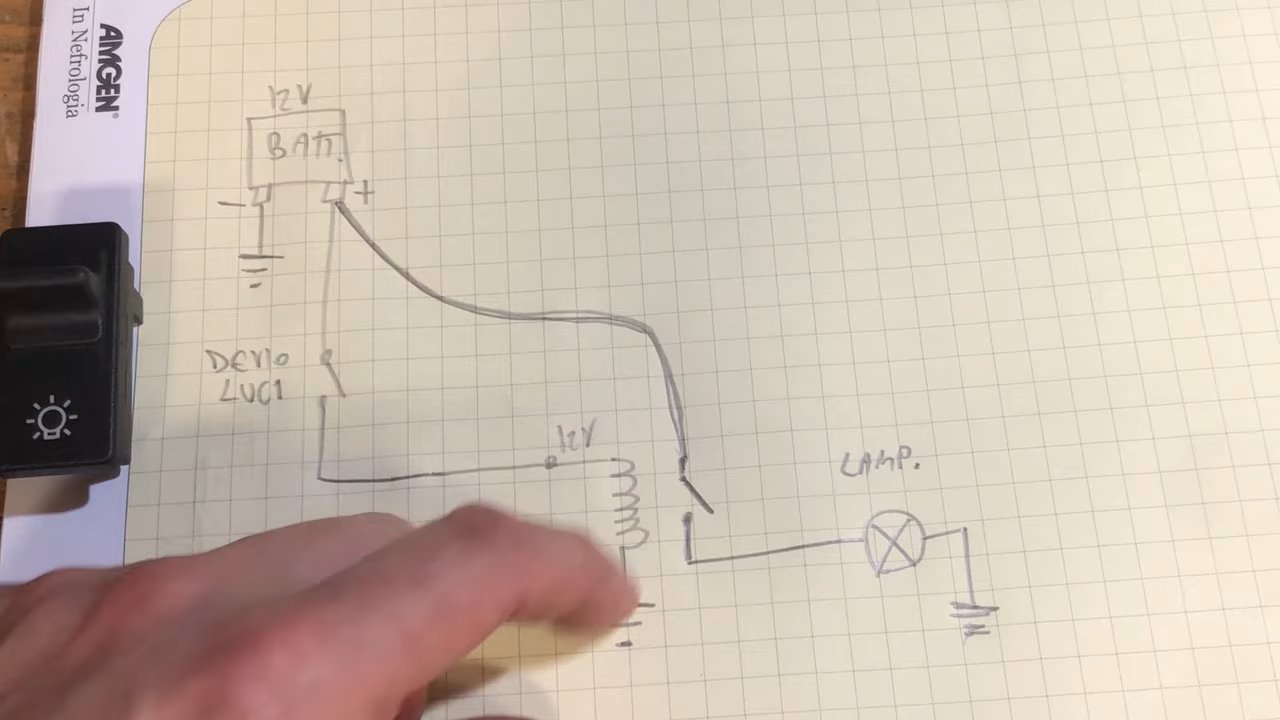 AMGEN®
In Nefrologia
12V
BATT.
- +
DEVIO
LUCI
12V
LAMP.